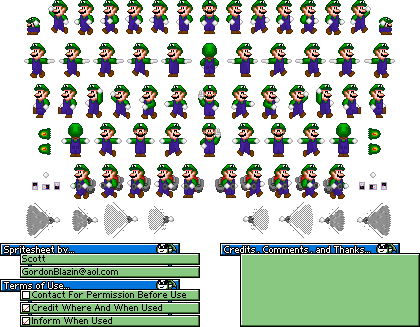 Spritesheet by...
Scott
GordonBlazin@aol.com
Terms of Use...
Contact For Permission Before Use
Credit Where And When Used
Inform When Used
Credits, Comments, and Thanks...